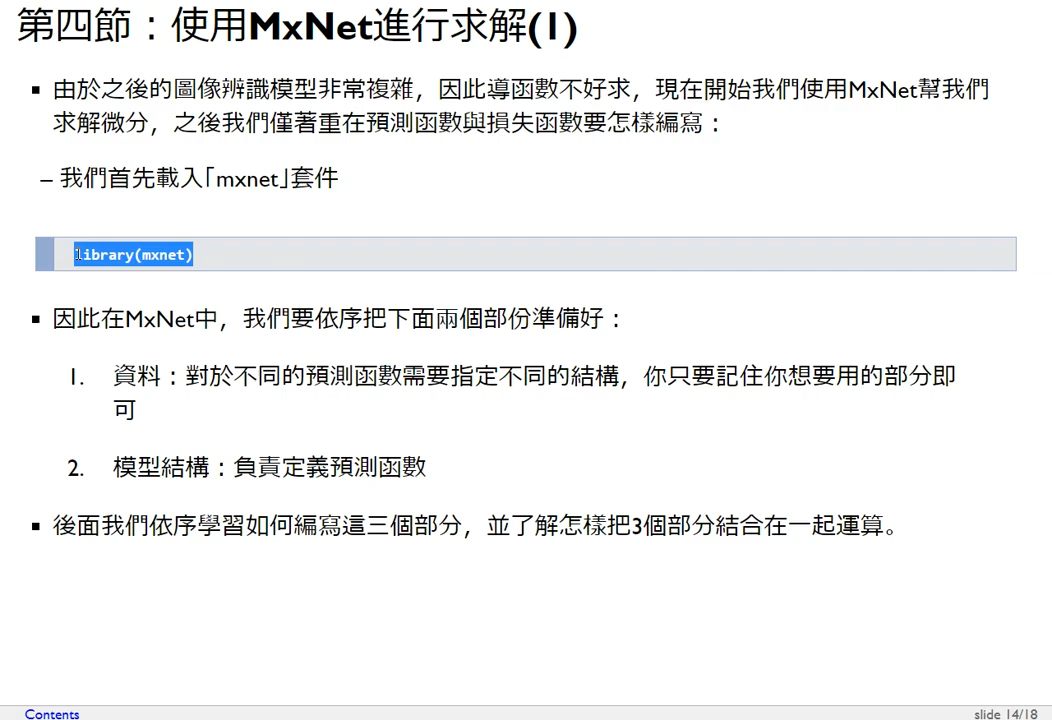 第四節：使用MxNet進行求解(1)
由於之後的圖像辨識模型非常複雜，因此導函數不好求，現在開始我們使用MxNet幫我們
求解微分，之後我們僅著重在預測函數與損失函數要怎樣編寫：
– 我們首先載入「mxnet」套件
library(mxnet)
因此在MxNet中，我們要依序把下面兩個部份準備好：
1. 資料：對於不同的預測函數需要指定不同的結構，你只要記住你想要用的部分即
可
2. 模型結構：負責定義預測函數
後面我們依序學習如何編寫這三個部分，並了解怎樣把3個部分結合在一起運算。
Contents
slide 14/18